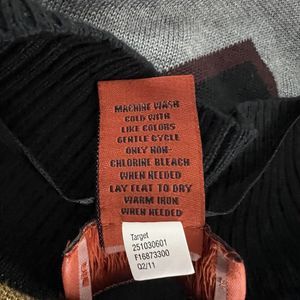 MACHINE WASH
COLD WITH
LIKE COLORS
GENTLE CYCLE
ONLY NON-
CHLORINE BLEACH
WHEN NEEDED
LAY FLAT TO DRY
WARM IRON
WHEN NEEDED
Target
251030601
F16873300
Q2/11